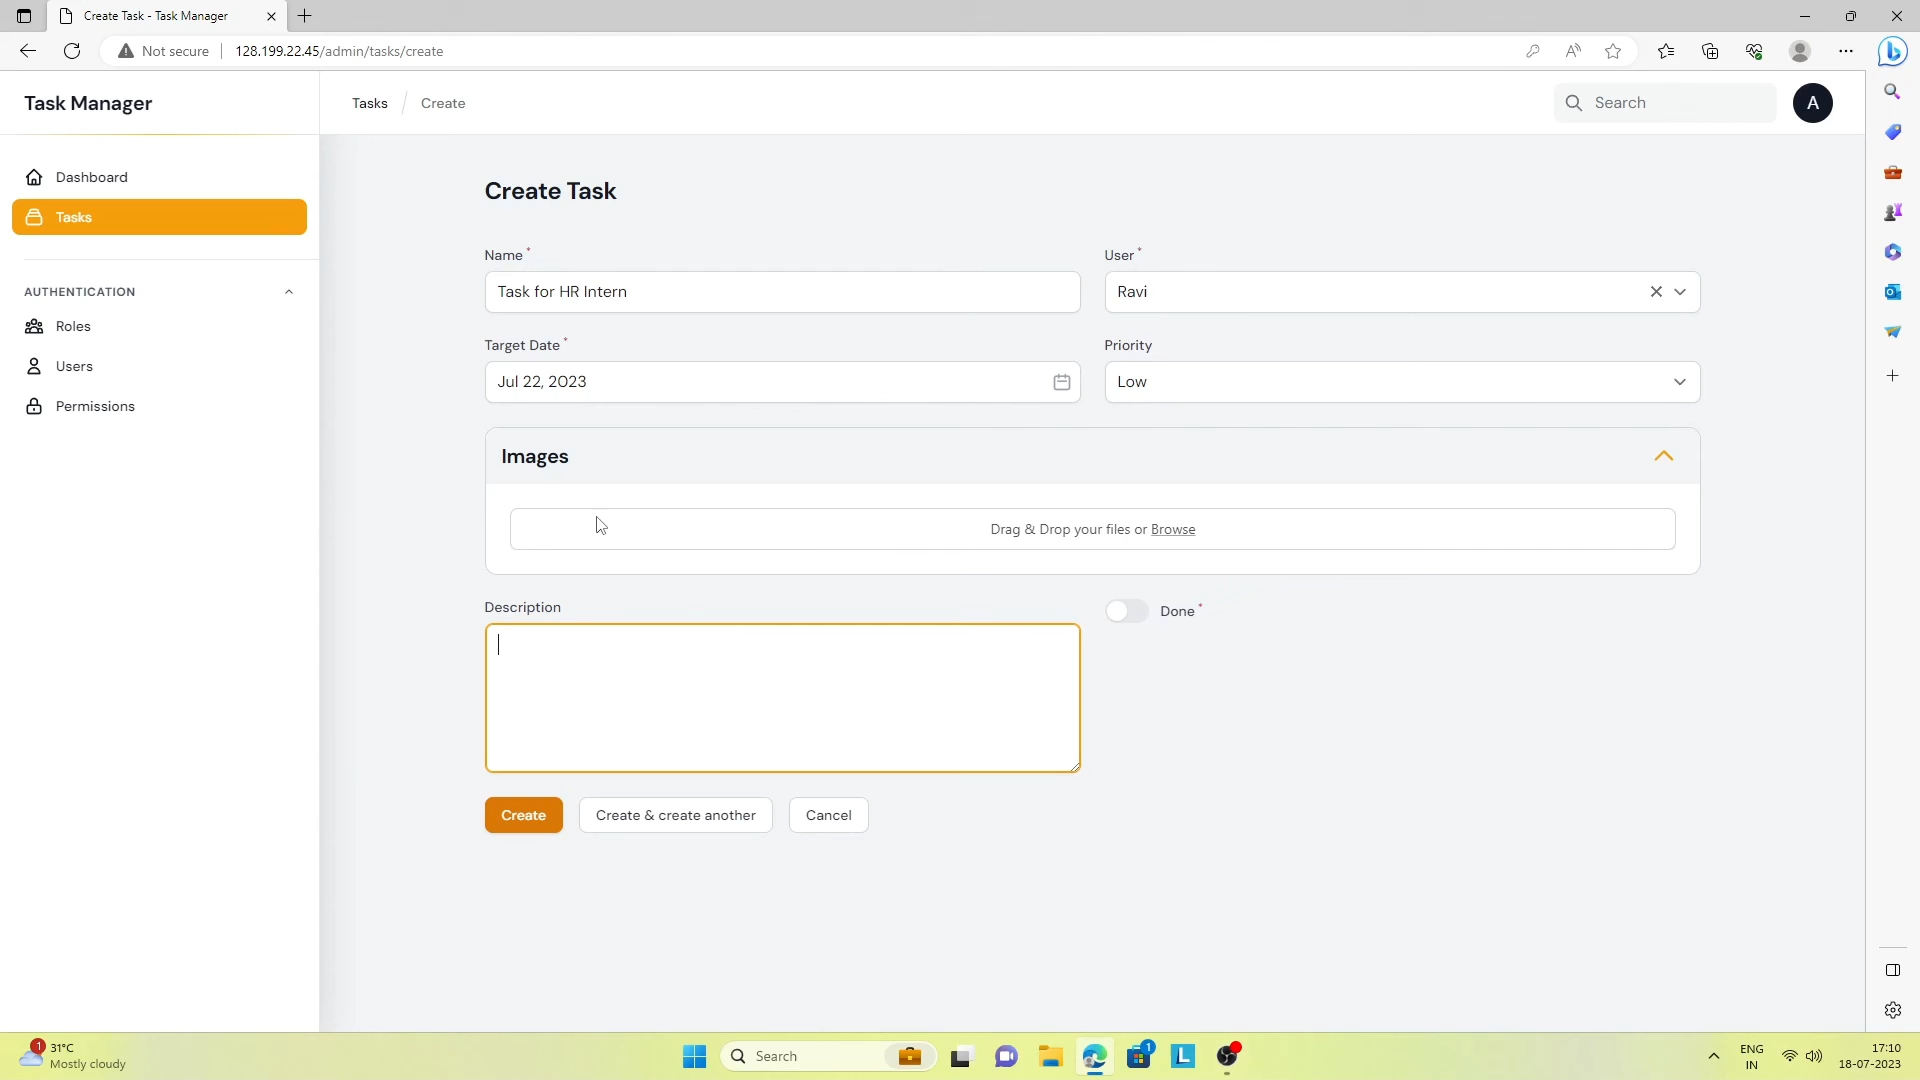 Create Task - Task Manager
Not secure
128.199.22.45/admin/tasks/create
Task Manager
Tasks / Create
Search
A
Dashboard
Tasks
AUTHENTICATION
Roles
Users
Permissions
Create Task
Name *
Task for HR Intern
User *
Ravi
Target Date *
Jul 22, 2023
Priority
Low
Images
Drag & Drop your files or Browse
Description
Done *
Create
Create & create another
Cancel
1
31°C
Mostly cloudy
Search
1
L
ENG
IN
17:10
18-07-2023